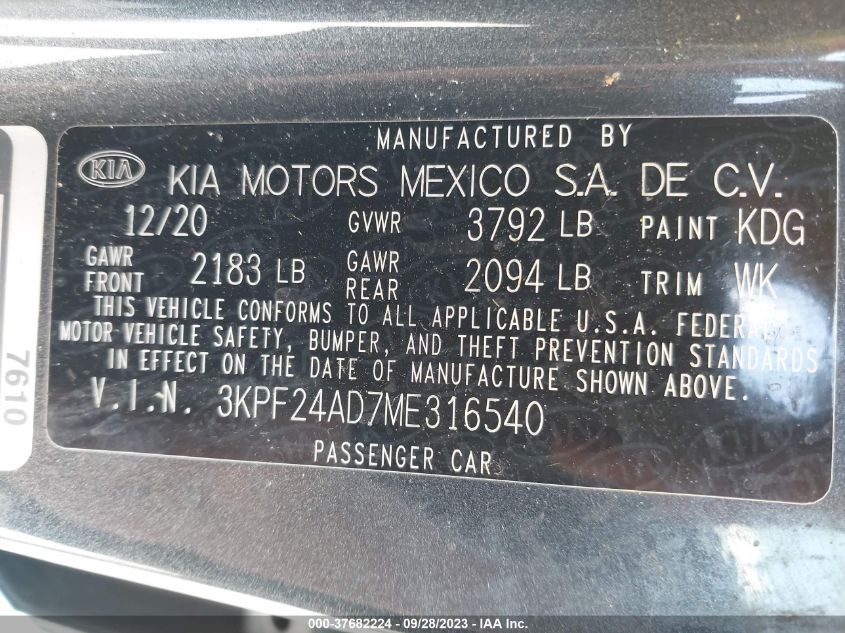 MANUFACTURED BY
KIA KIA MOTORS MEXICO S.A. DE C.V.
12/20 GVWR 3792 LB PAINT KDG
GAWR FRONT 2183 LB GAWR REAR 2094 LB TRIM WK
THIS VEHICLE CONFORMS TO ALL APPLICABLE U.S.A. FEDERAL
MOTOR VEHICLE SAFETY, BUMPER, AND THEFT PREVENTION STANDARDS
IN EFFECT ON THE DATE OF MANUFACTURE SHOWN ABOVE.
V.I.N. 3KPF24AD7ME316540
PASSENGER CAR
7610
000-37682224 - 09/28/2023 - IAA Inc.